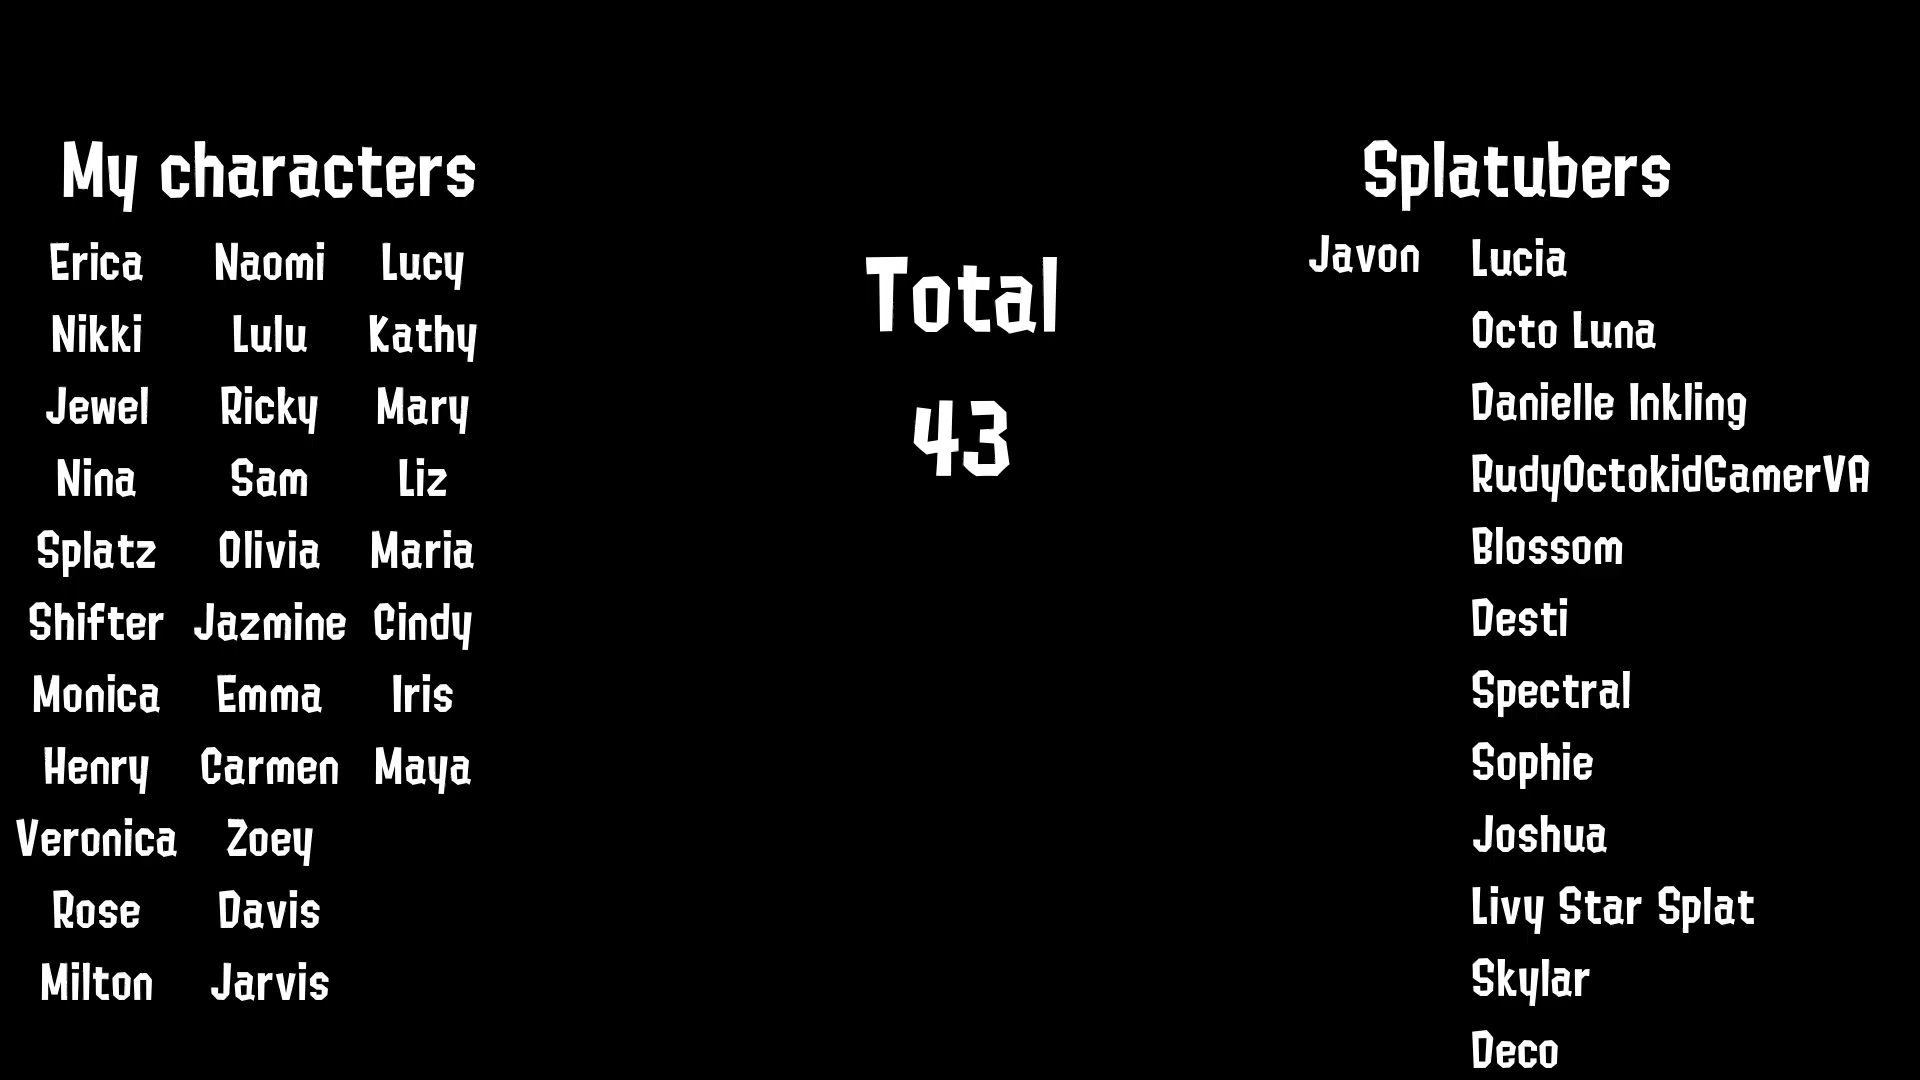 My characters
Erica Naomi Lucy
Nikki Lulu Kathy
Jewel Ricky Mary
Nina Sam Liz
Splatz Olivia Maria
Shifter Jazmine Cindy
Monica Emma Iris
Henry Carmen Maya
Veronica Zoey
Rose Davis
Milton Jarvis
Total
43
Splatubers
Javon Lucia
Octo Luna
Danielle Inkling
RudyOctokidGamerVA
Blossom
Desti
Spectral
Sophie
Joshua
Livy Star Splat
Skylar
Deco